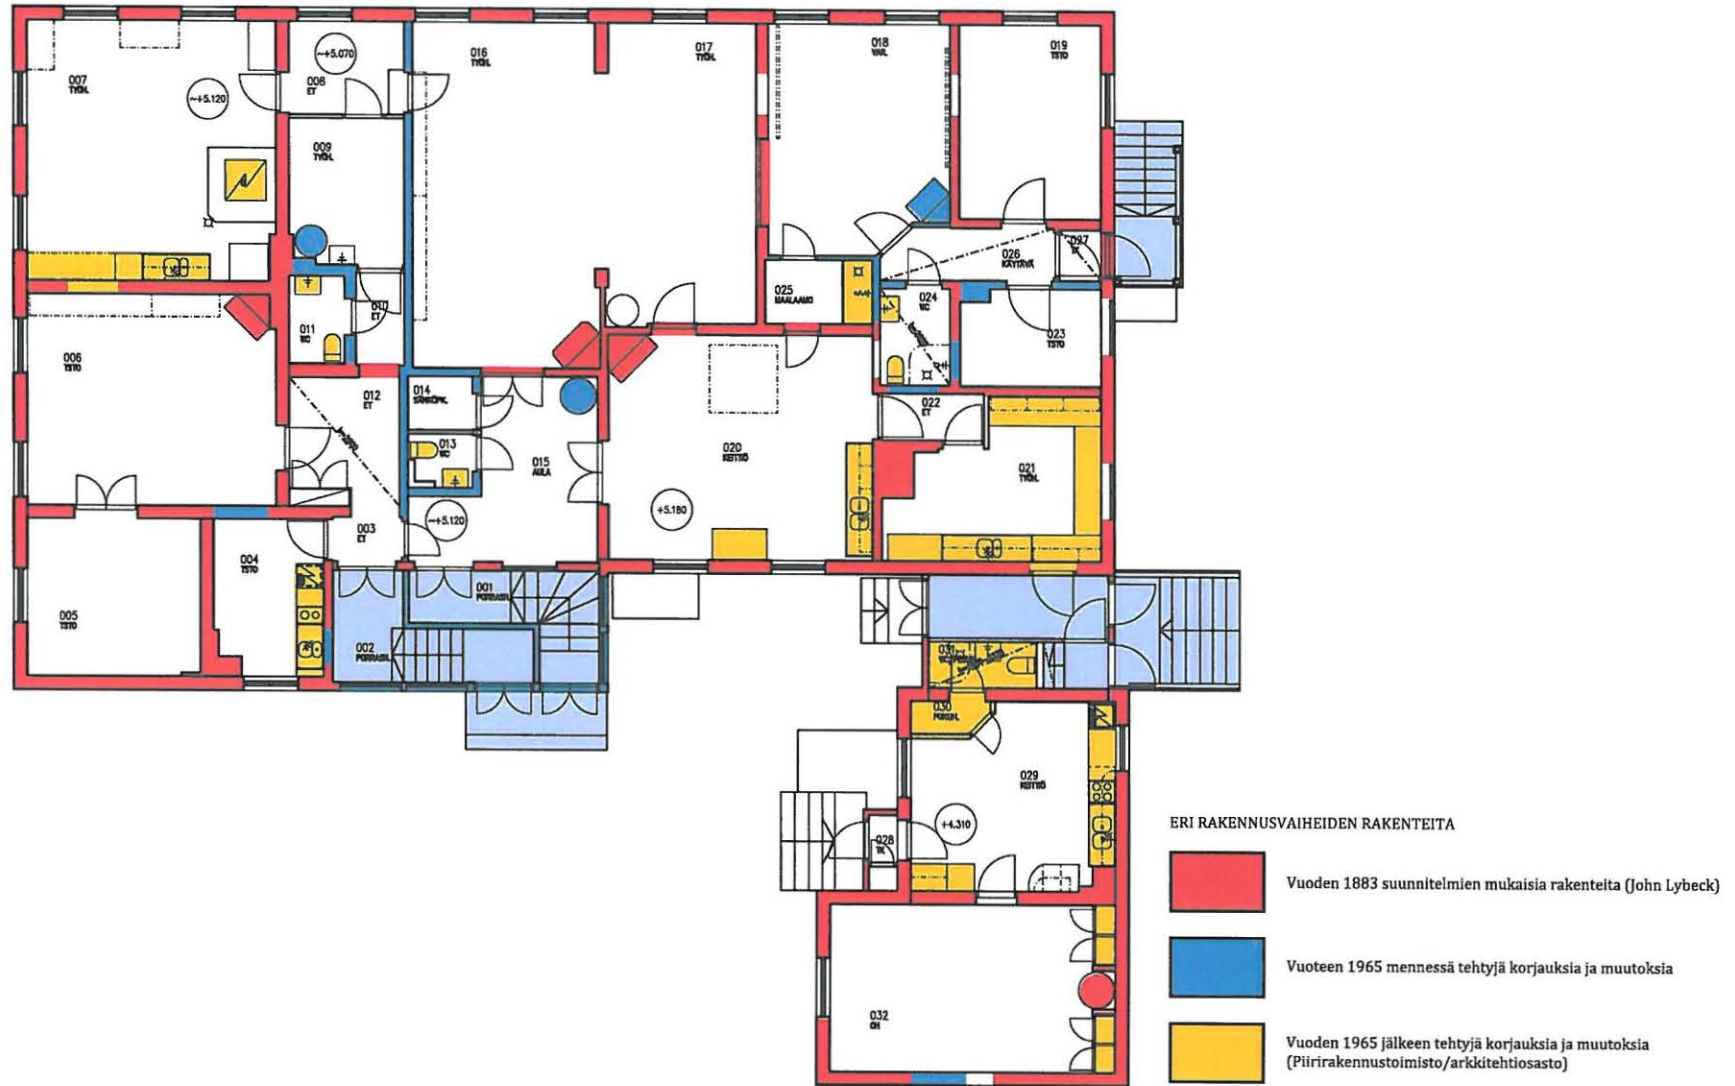 007
TYÖH.
~+5.120
~+5.070
008
ET
009
TYÖH.
016
TYÖH.
017
TYÖH.
018
VAR.
019
TSTO
006
TSTO
011
WC
010
ET
012
ET
014
013
WC
015
AULA
~+5.120
020
KEITTIÖ
+5.180
025
MAALAAMO
024
WC
026
KÄYTÄVÄ
027
TK
023
TSTO
022
ET
021
TYÖH.
003
ET
004
TSTO
005
TSTO
001
PORRASH.
002
PORRASH.
031
030
029
KEITTIÖ
+4.310
028
TK
032
OH
ERI RAKENNUSVAIHEIDEN RAKENTEITA
Vuoden 1883 suunnitelmien mukaisia rakenteita (John Lybeck)
Vuoteen 1965 mennessä tehtyjä korjauksia ja muutoksia
Vuoden 1965 jälkeen tehtyjä korjauksia ja muutoksia
(Piirirakennustoimisto/arkkitehtiosasto)